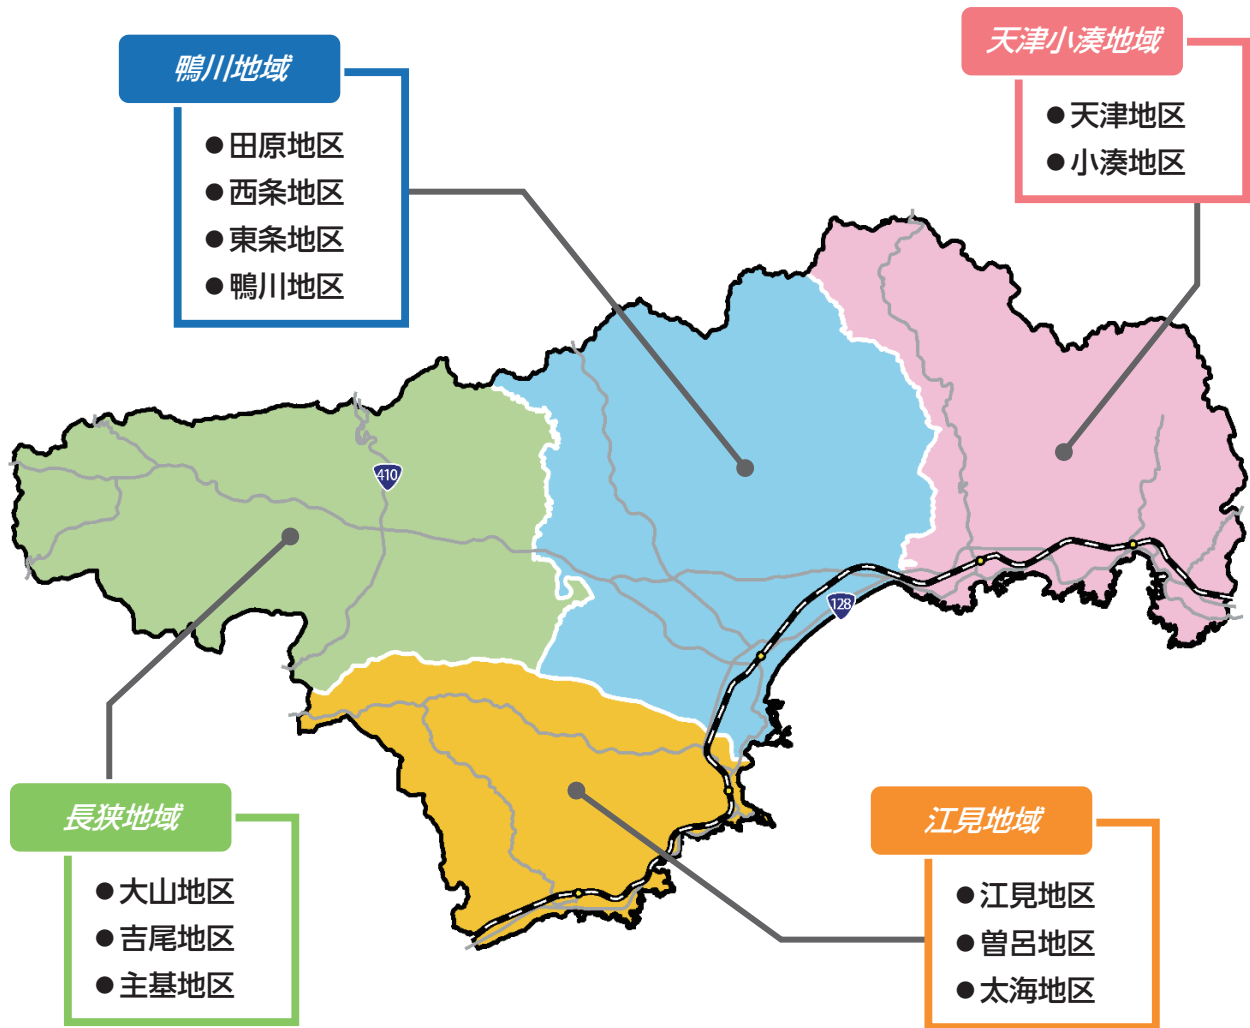 鴨川地域
● 田原地区
● 西条地区
● 東条地区
● 鴨川地区
天津小湊地域
● 天津地区
● 小湊地区
410
128
長狭地域
● 大山地区
● 吉尾地区
● 主基地区
江見地域
● 江見地区
● 曽呂地区
● 太海地区